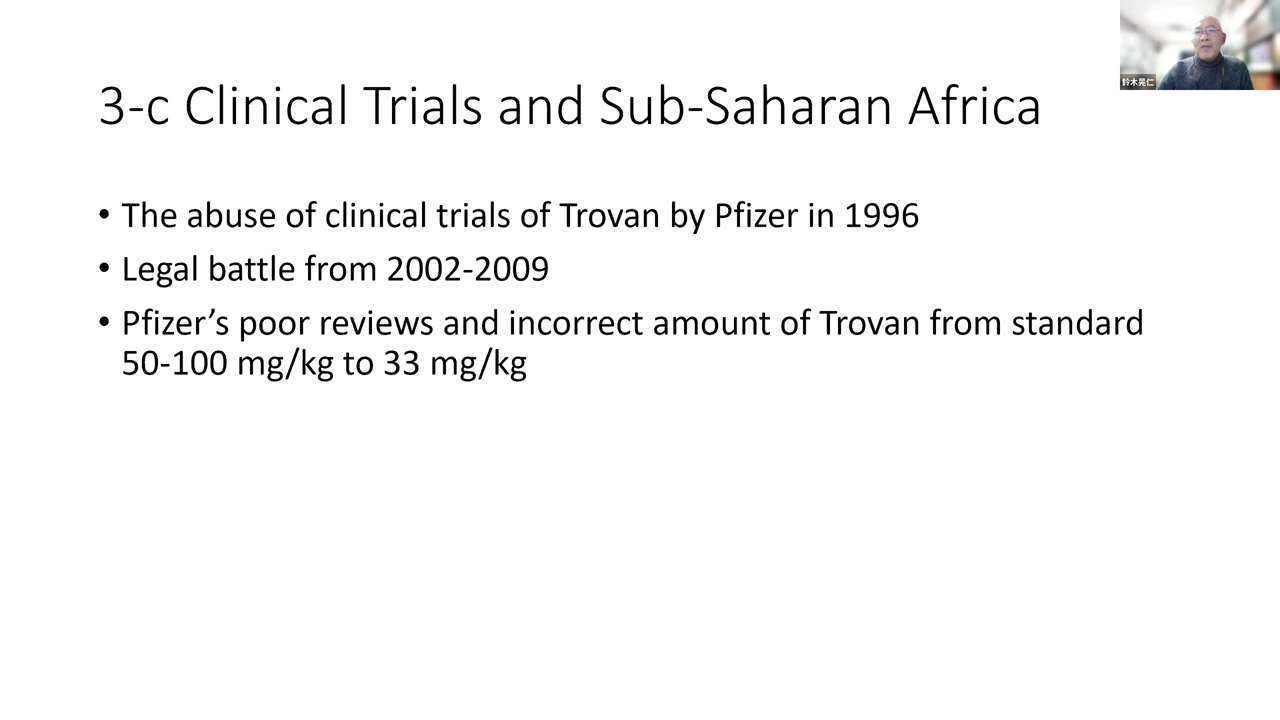 鈴木晃仁
3-c Clinical Trials and Sub-Saharan Africa
• The abuse of clinical trials of Trovan by Pfizer in 1996
• Legal battle from 2002-2009
• Pfizer’s poor reviews and incorrect amount of Trovan from standard
50-100 mg/kg to 33 mg/kg